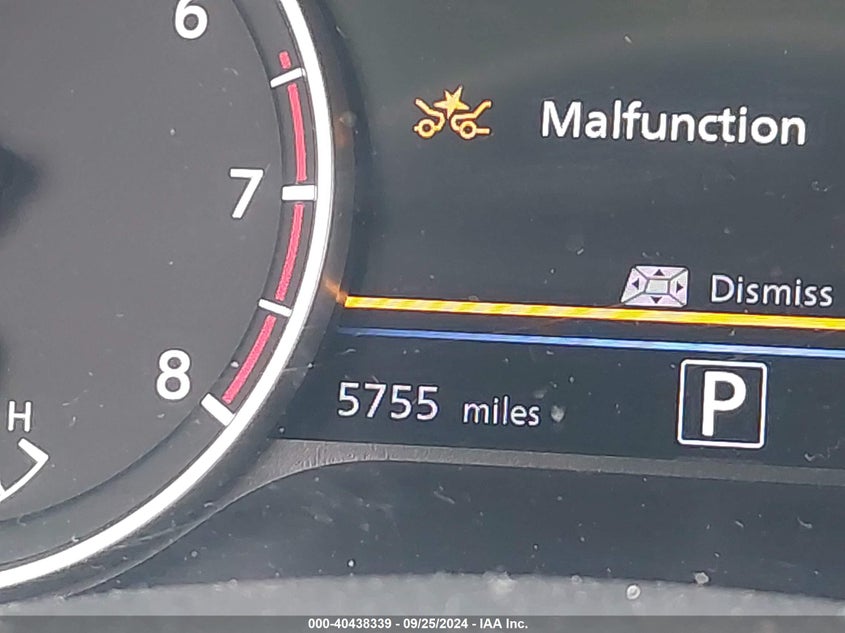 6
Malfunction
7
Dismiss
8
5755 miles
P
H
000-40438339 - 09/25/2024 - IAA Inc.